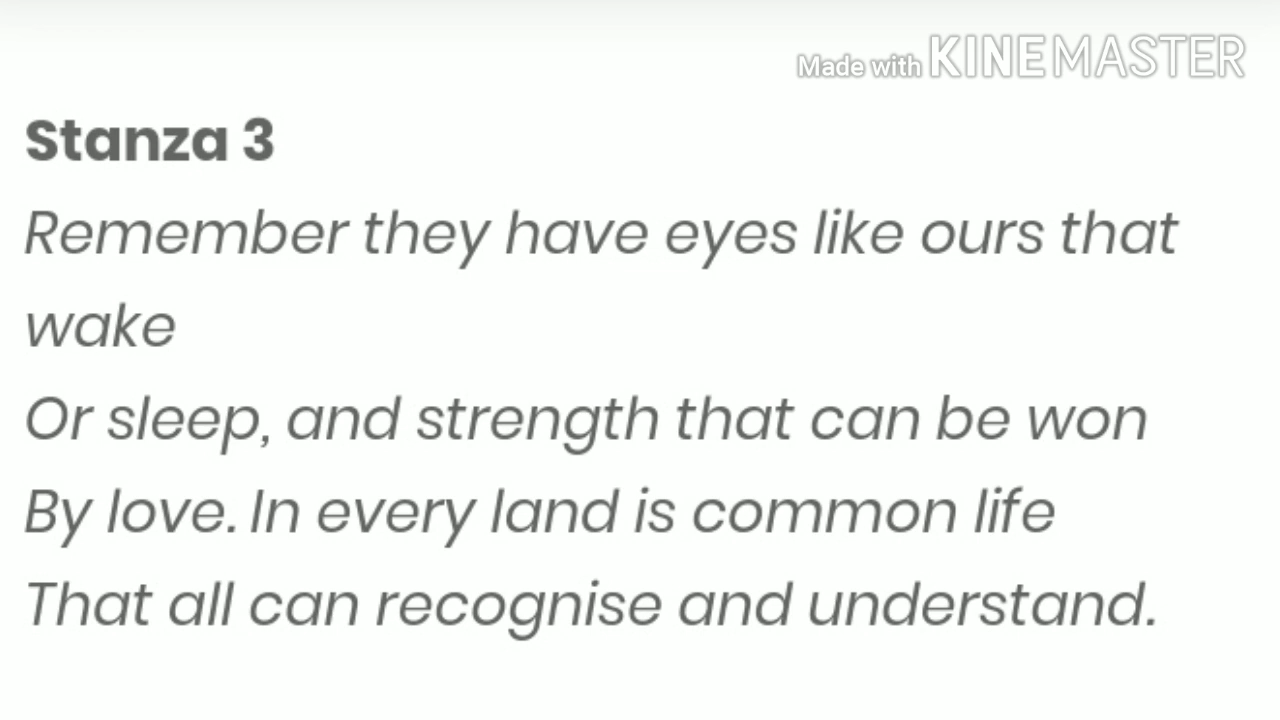 Made with KINEMASTER
Stanza 3
Remember they have eyes like ours that
wake
Or sleep, and strength that can be won
By love. In every land is common life
That all can recognise and understand.